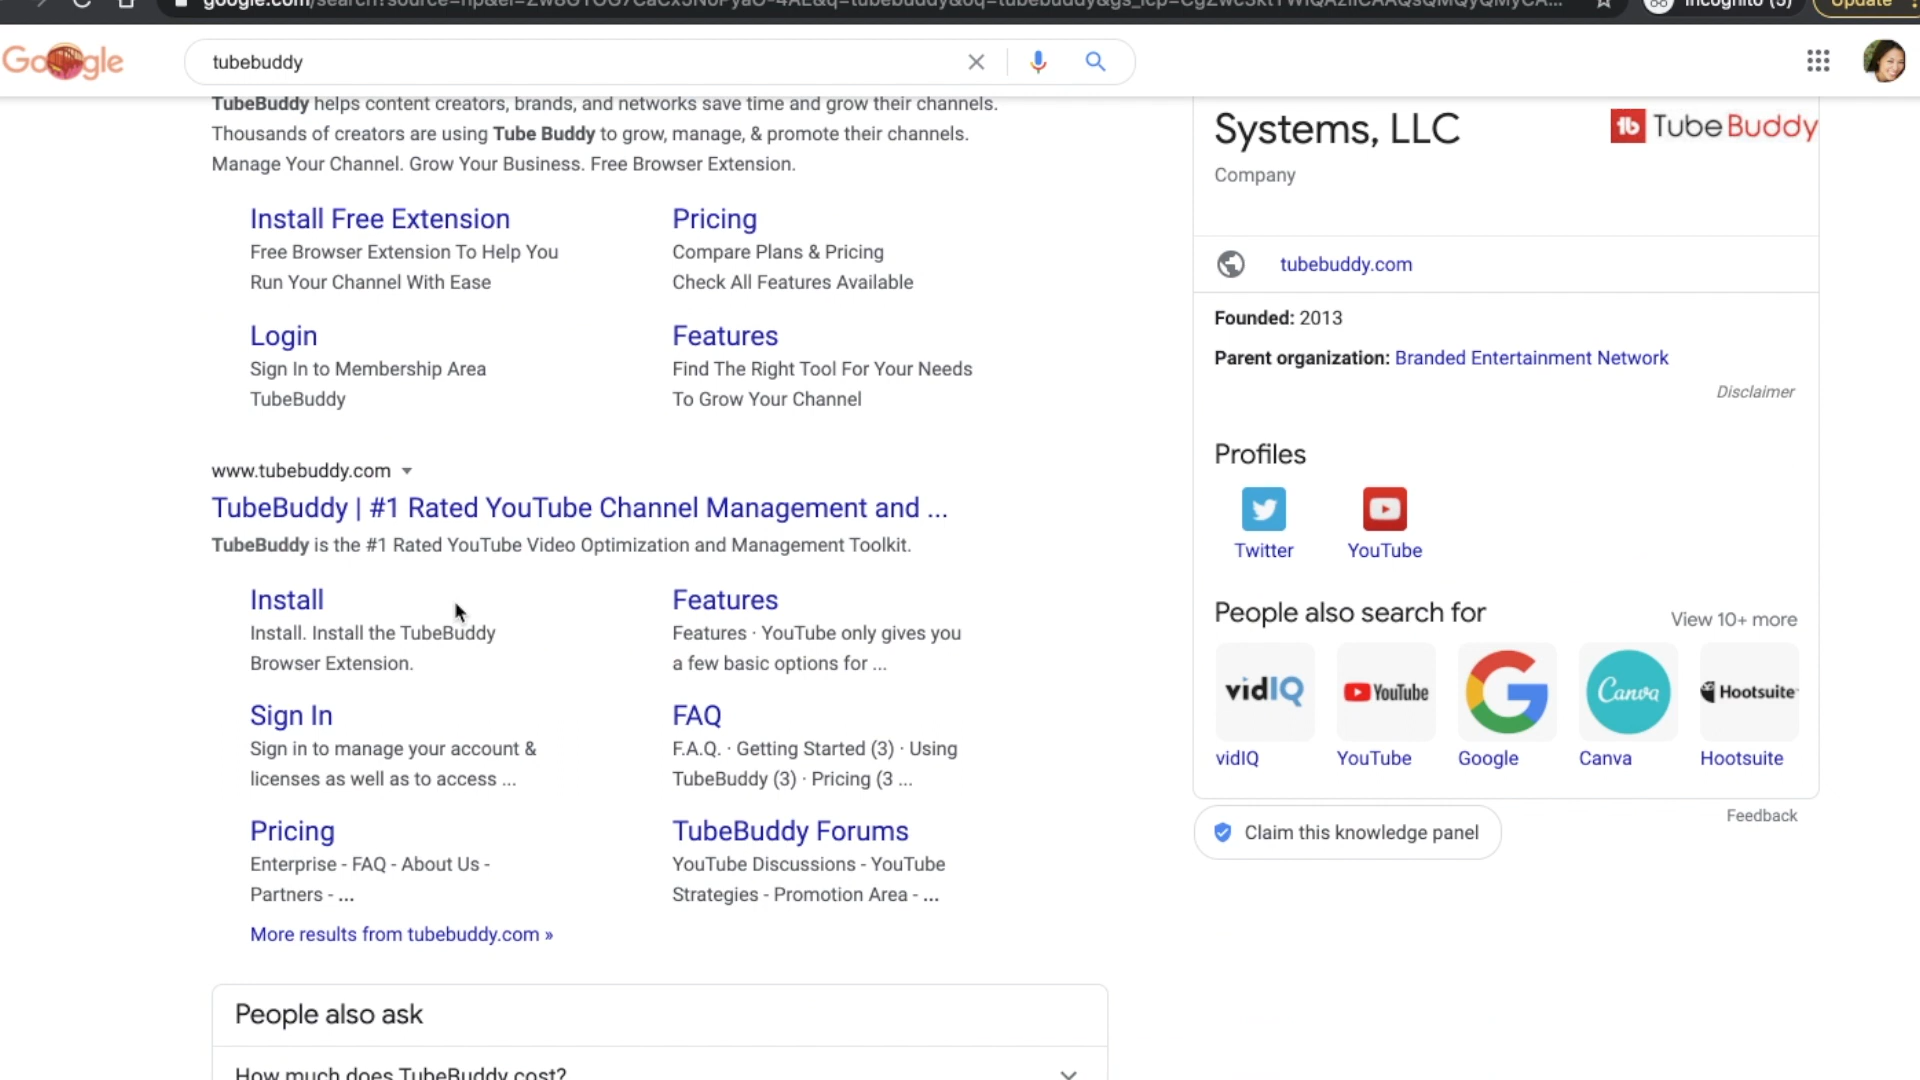 google.com/search?source=hp&ei=
Incognito (5)
Update
Google
tubebuddy
TubeBuddy helps content creators, brands, and networks save time and grow their channels.
Thousands of creators are using Tube Buddy to grow, manage, & promote their channels.
Manage Your Channel. Grow Your Business. Free Browser Extension.
Install Free Extension
Free Browser Extension To Help You
Run Your Channel With Ease
Pricing
Compare Plans & Pricing
Check All Features Available
Login
Sign In to Membership Area
TubeBuddy
Features
Find The Right Tool For Your Needs
To Grow Your Channel
www.tubebuddy.com
TubeBuddy | #1 Rated YouTube Channel Management and ...
TubeBuddy is the #1 Rated YouTube Video Optimization and Management Toolkit.
Install
Install. Install the TubeBuddy
Browser Extension.
Features
Features · YouTube only gives you
a few basic options for ...
Sign In
Sign in to manage your account &
licenses as well as to access ...
FAQ
F.A.Q. · Getting Started (3) · Using
TubeBuddy (3) · Pricing (3 ...
Pricing
Enterprise - FAQ - About Us -
Partners - ...
TubeBuddy Forums
YouTube Discussions - YouTube
Strategies - Promotion Area - ...
More results from tubebuddy.com »
People also ask
How much does TubeBuddy cost?
Systems, LLC
tb TubeBuddy
Company
tubebuddy.com
Founded: 2013
Parent organization: Branded Entertainment Network
Disclaimer
Profiles
Twitter
YouTube
People also search for
View 10+ more
vidIQ
YouTube
Canva
Hootsuite
vidIQ
YouTube
Google
Canva
Hootsuite
Feedback
Claim this knowledge panel